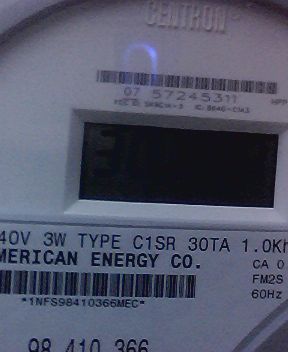 CENTRON®
07 57245311
40V 3W TYPE C1SR 30TA 1.0Kh
MERICAN ENERGY CO.
CA 0
FM2S
*1NFS98410366MEC*
60Hz
98 410 366